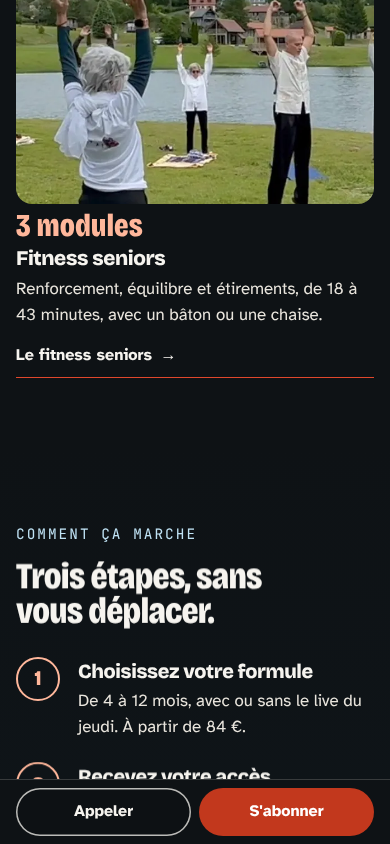 3 modules
Fitness seniors
Renforcement, équilibre et étirements, de 18 à
43 minutes, avec un bâton ou une chaise.
Le fitness seniors →
COMMENT ÇA MARCHE
Trois étapes, sans
vous déplacer.
1
Choisissez votre formule
De 4 à 12 mois, avec ou sans le live du
jeudi. À partir de 84 €.
Recevez votre accès
Appeler
S'abonner